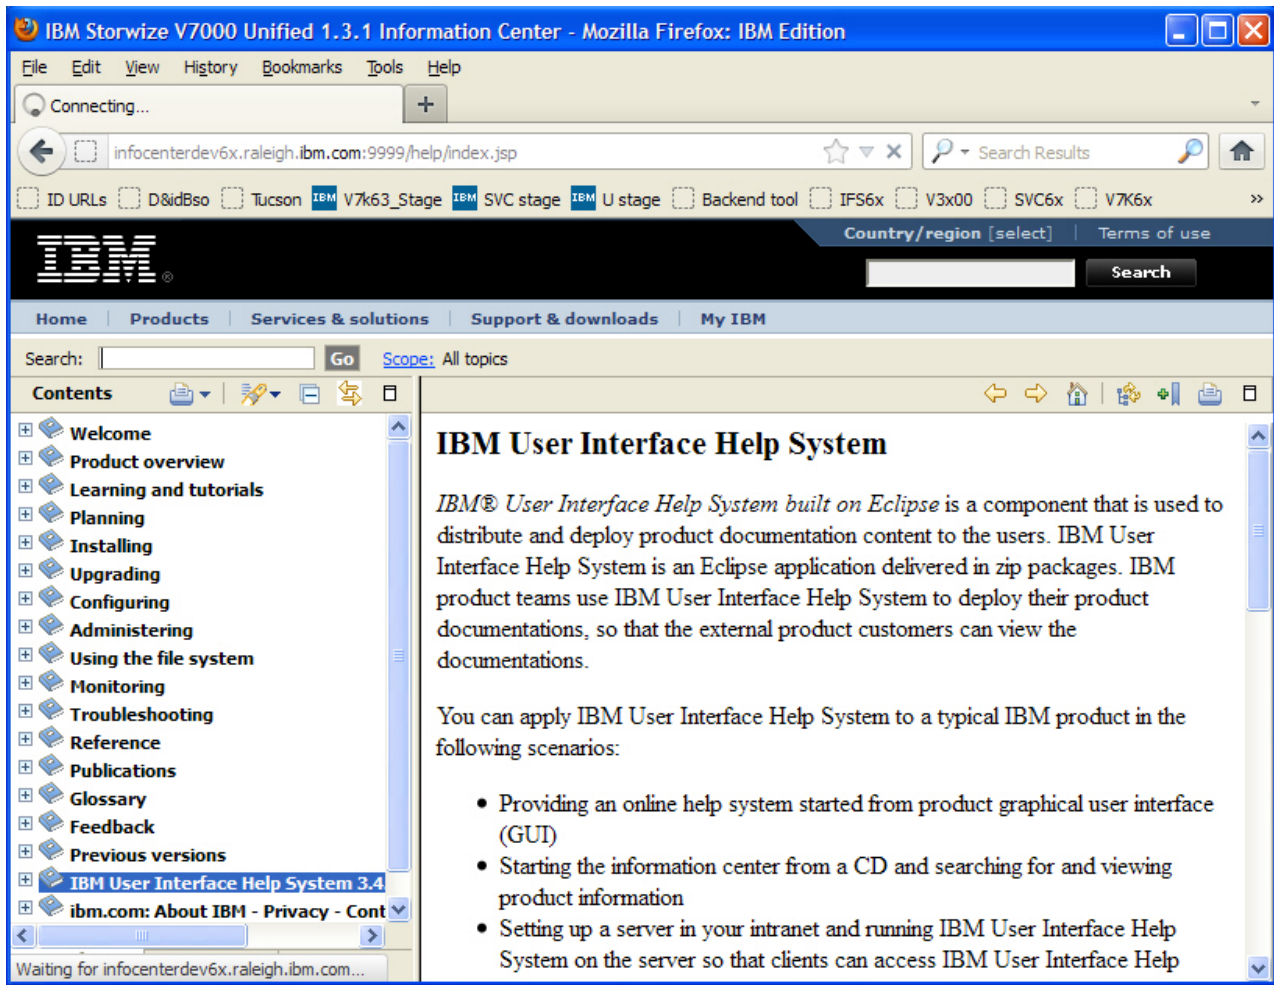 IBM Storwize V7000 Unified 1.3.1 Information Center - Mozilla Firefox: IBM Edition
File Edit View History Bookmarks Tools Help
Connecting...
infocenterdev6x.raleigh.ibm.com:9999/help/index.jsp Search Results
ID URLs D&idBso Tucson IBM V7k63_Stage IBM SVC stage IBM U stage Backend tool IFS6x V3x00 SVC6x V7K6x
Country/region [select] Terms of use
IBM®
Search
Home Products Services & solutions Support & downloads My IBM
Search: Go Scope: All topics
Contents
Welcome
Product overview
Learning and tutorials
Planning
Installing
Upgrading
Configuring
Administering
Using the file system
Monitoring
Troubleshooting
Reference
Publications
Glossary
Feedback
Previous versions
IBM User Interface Help System 3.4.
ibm.com: About IBM - Privacy - Cont
Waiting for infocenterdev6x.raleigh.ibm.com...
IBM User Interface Help System
IBM® User Interface Help System built on Eclipse is a component that is used to
distribute and deploy product documentation content to the users. IBM User
Interface Help System is an Eclipse application delivered in zip packages. IBM
product teams use IBM User Interface Help System to deploy their product
documentations, so that the external product customers can view the
documentations.
You can apply IBM User Interface Help System to a typical IBM product in the
following scenarios:
• Providing an online help system started from product graphical user interface
(GUI)
• Starting the information center from a CD and searching for and viewing
product information
• Setting up a server in your intranet and running IBM User Interface Help
System on the server so that clients can access IBM User Interface Help